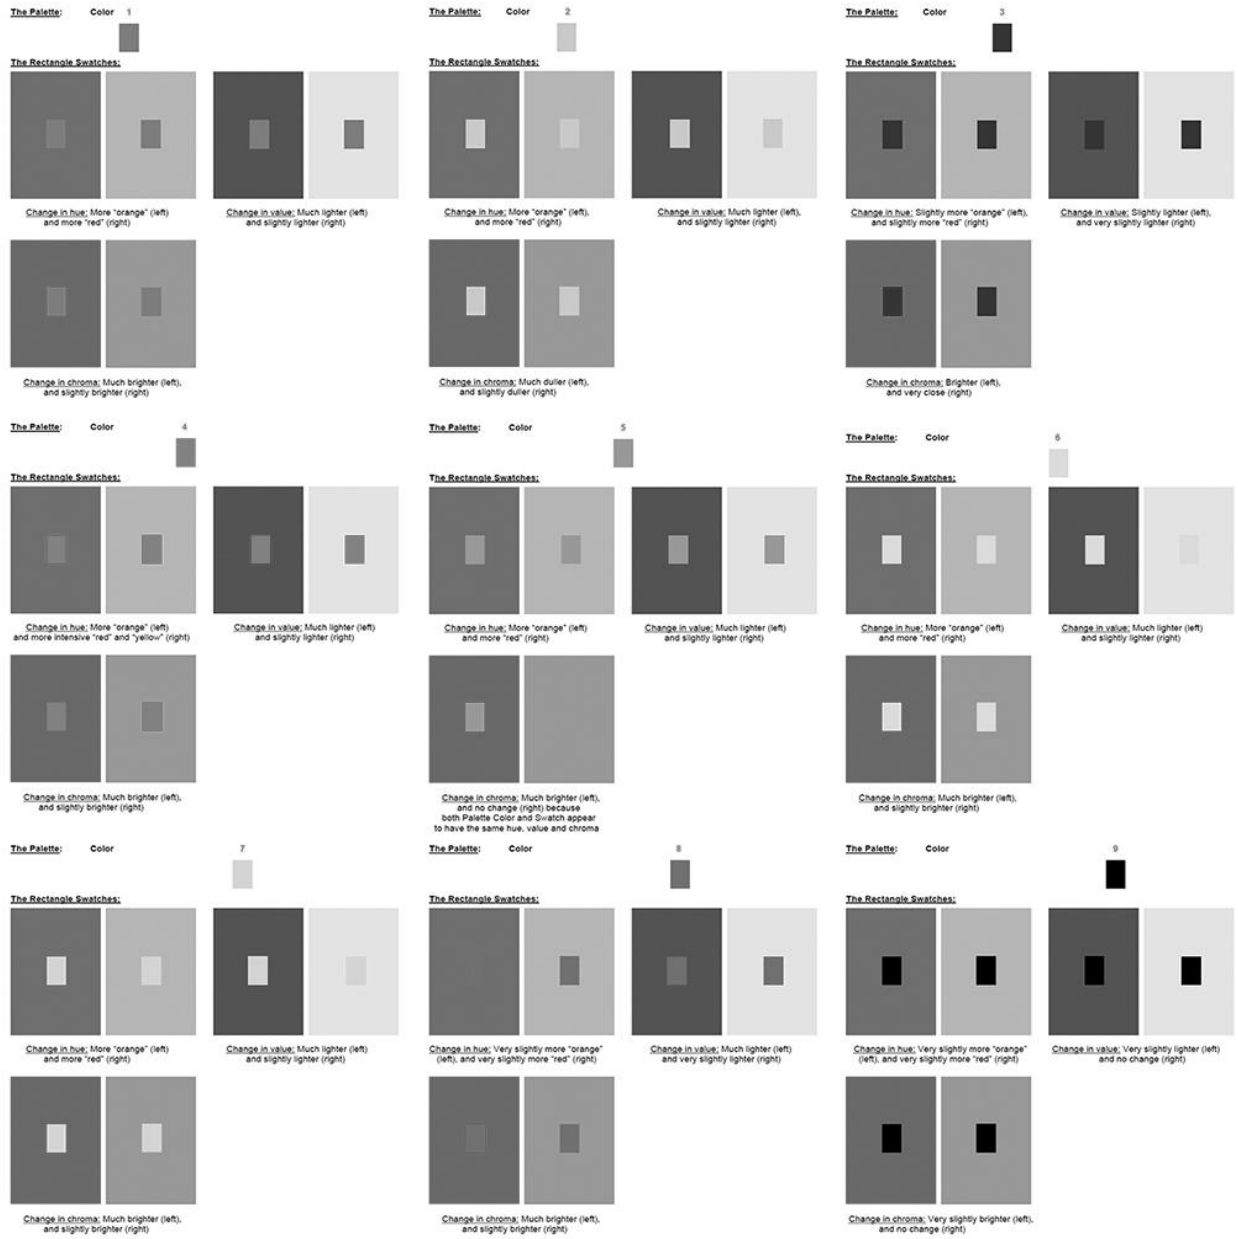 The Palette: Color 1
The Rectangle Swatches:
Change in hue: More "orange" (left)
and more "red" (right)
Change in value: Much lighter (left)
and slightly lighter (right)
Change in chroma: Much brighter (left),
and slightly brighter (right)
The Palette: Color 2
The Rectangle Swatches:
Change in hue: More "orange" (left),
and more "red" (right)
Change in value: Much lighter (left),
and slightly lighter (right)
Change in chroma: Much duller (left),
and slightly duller (right)
The Palette: Color 3
The Rectangle Swatches:
Change in hue: Slightly more "orange" (left),
and slightly more "red" (right)
Change in value: Slightly lighter (left),
and very slightly lighter (right)
Change in chroma: Brighter (left),
and very close (right)
The Palette: Color 4
The Rectangle Swatches:
Change in hue: More "orange" (left)
and more intensive "red" and "yellow" (right)
Change in value: Much lighter (left)
and slightly lighter (right)
Change in chroma: Much brighter (left),
and slightly brighter (right)
The Palette: Color 5
The Rectangle Swatches:
Change in hue: More "orange" (left)
and more "red" (right)
Change in value: Much lighter (left)
and slightly lighter (right)
Change in chroma: Much brighter (left),
and no change (right) because
both Palette Color and Swatch appear
to have the same hue, value and chroma
The Palette: Color 6
The Rectangle Swatches:
Change in hue: More "orange" (left)
and more "red" (right)
Change in value: Much lighter (left)
and slightly lighter (right)
Change in chroma: Much brighter (left),
and slightly brighter (right)
The Palette: Color 7
The Rectangle Swatches:
Change in hue: More "orange" (left)
and more "red" (right)
Change in value: Much lighter (left)
and slightly lighter (right)
Change in chroma: Much brighter (left),
and slightly brighter (right)
The Palette: Color 8
The Rectangle Swatches:
Change in hue: Very slightly more "orange"
(left), and very slightly more "red" (right)
Change in value: Much lighter (left)
and very slightly lighter (right)
Change in chroma: Much brighter (left),
and slightly brighter (right)
The Palette: Color 9
The Rectangle Swatches:
Change in hue: Very slightly more "orange"
(left), and very slightly more "red" (right)
Change in value: Very slightly lighter (left)
and no change (right)
Change in chroma: Very slightly brighter (left),
and no change (right)